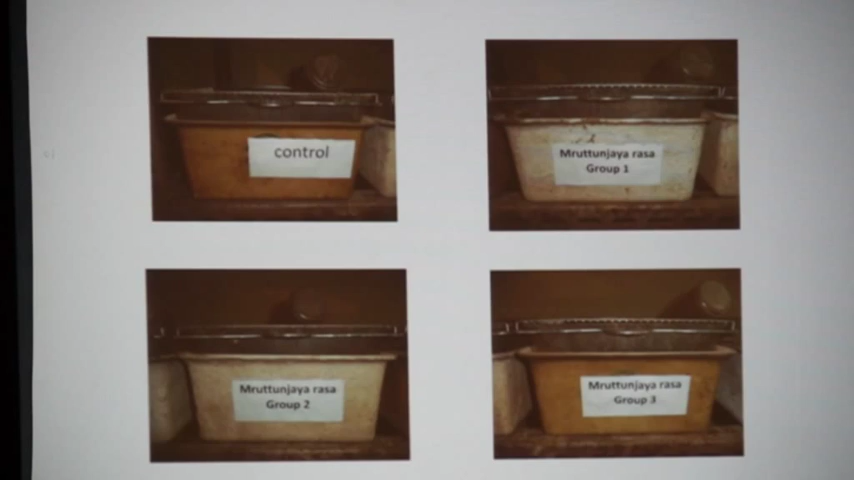 control
Mruttunjaya rasa
Group 1
Mruttunjaya rasa
Group 2
Mruttunjaya rasa
Group 3